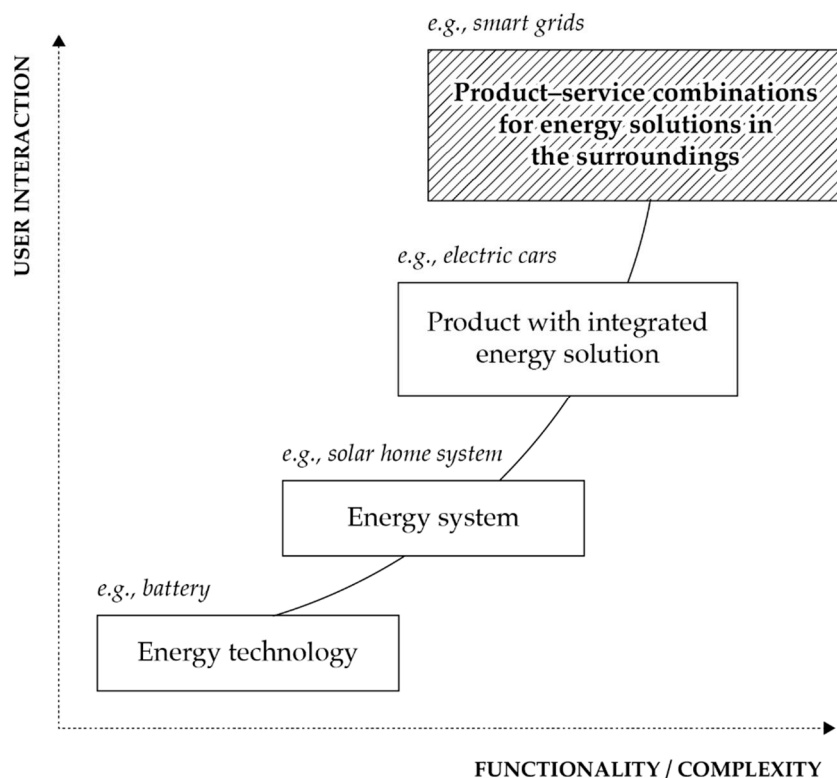 e.g., smart grids
USER INTERACTION
Product–service combinations
for energy solutions in
the surroundings
e.g., electric cars
Product with integrated
energy solution
e.g., solar home system
Energy system
e.g., battery
Energy technology
FUNCTIONALITY / COMPLEXITY